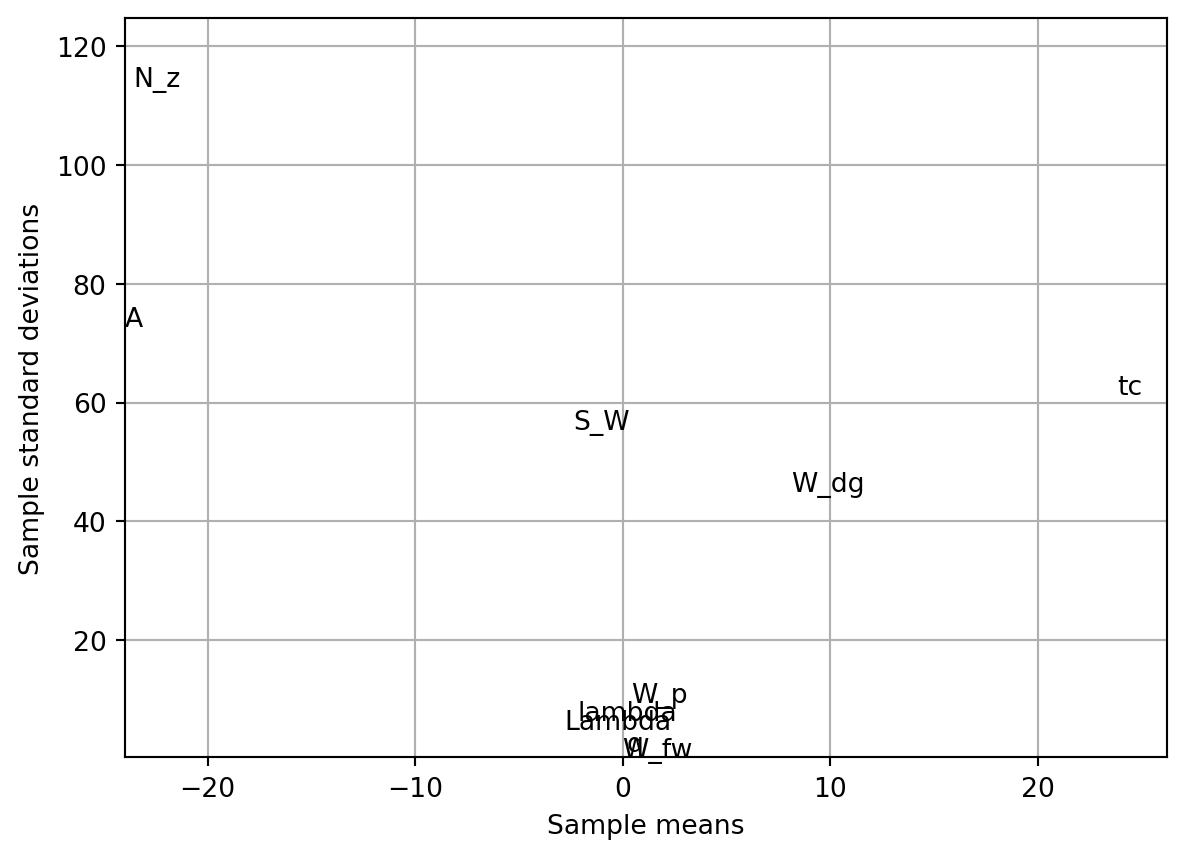 120
N_z
100
80
A
60
tc
S_W
W_dg
40
20
W_p
lambda
Lambda
q
W_fw
−20
−10
0
10
20
Sample means
Sample standard deviations